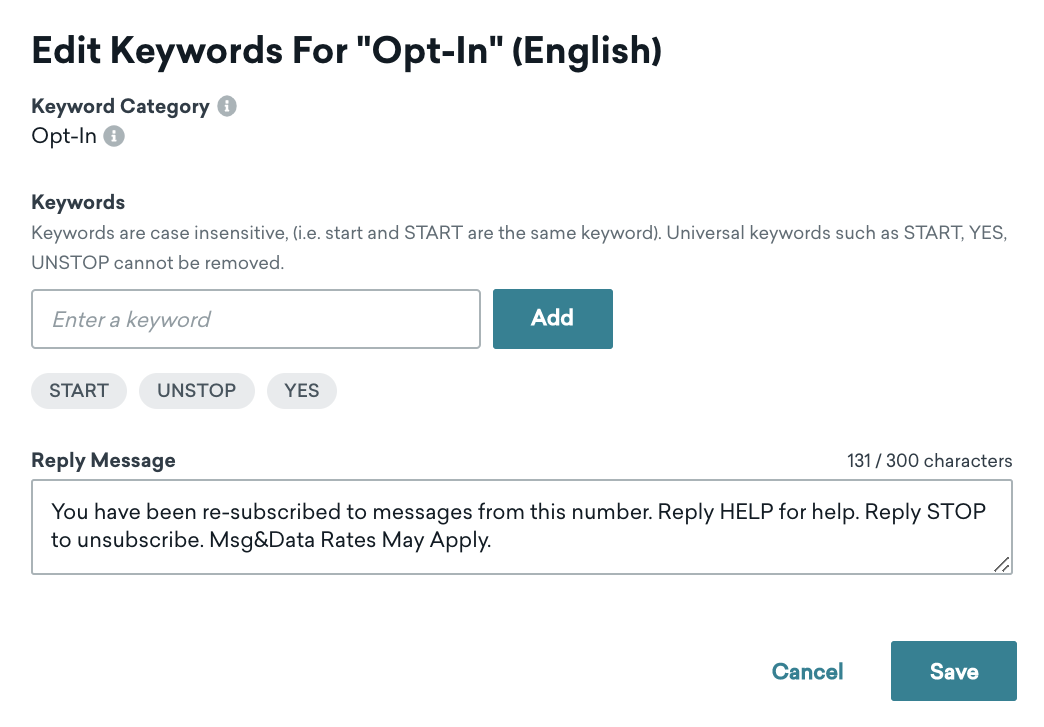 Edit Keywords For "Opt-In" (English)
Keyword Category
Opt-In
Keywords
Keywords are case insensitive, (i.e. start and START are the same keyword). Universal keywords such as START, YES,
UNSTOP cannot be removed.
Enter a keyword
Add
START UNSTOP YES
Reply Message 131 / 300 characters
You have been re-subscribed to messages from this number. Reply HELP for help. Reply STOP
to unsubscribe. Msg&Data Rates May Apply.
Cancel Save